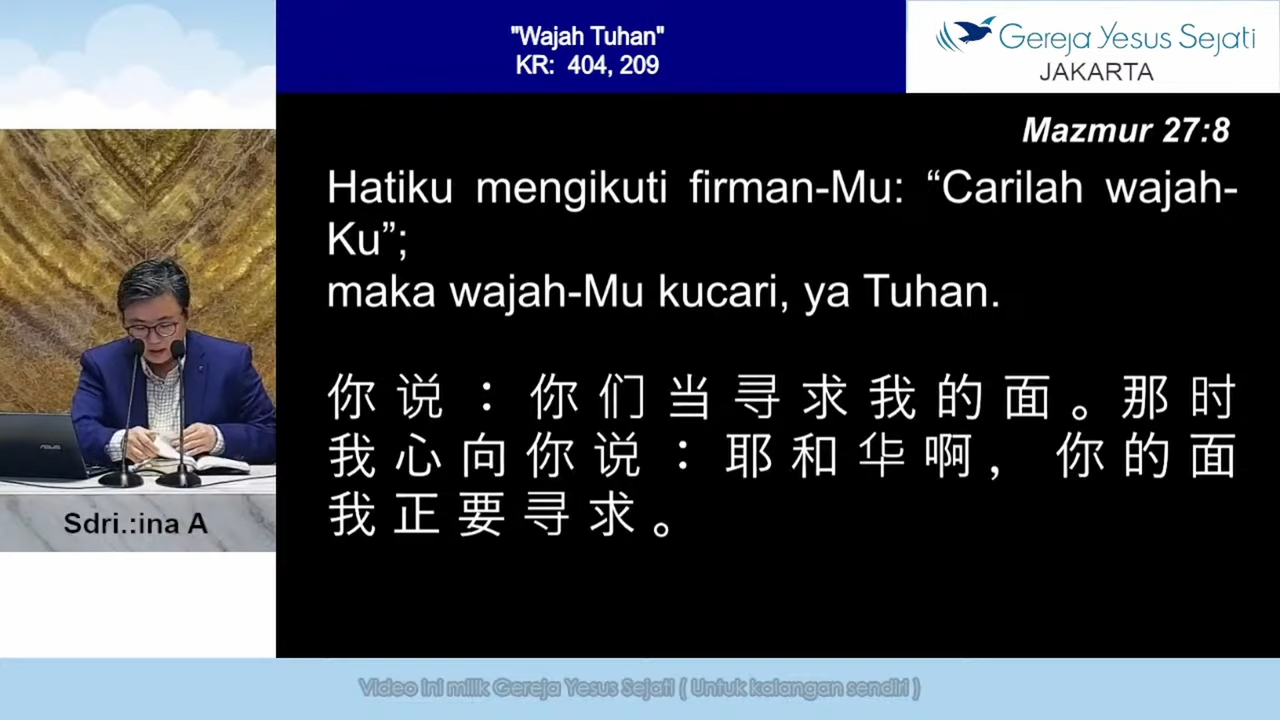 "Wajah Tuhan"
KR: 404, 209
Gereja Yesus Sejati
JAKARTA
Mazmur 27:8
Hatiku mengikuti firman-Mu: “Carilah wajah-
Ku”;
maka wajah-Mu kucari, ya Tuhan.
你说：你们当寻求我的面。那时
我心向你说：耶和华啊，你的面
我正要寻求。
ASUS
Sdri.:ina A
Video ini milik Gereja Yesus Sejati ( Untuk kalangan sendiri )